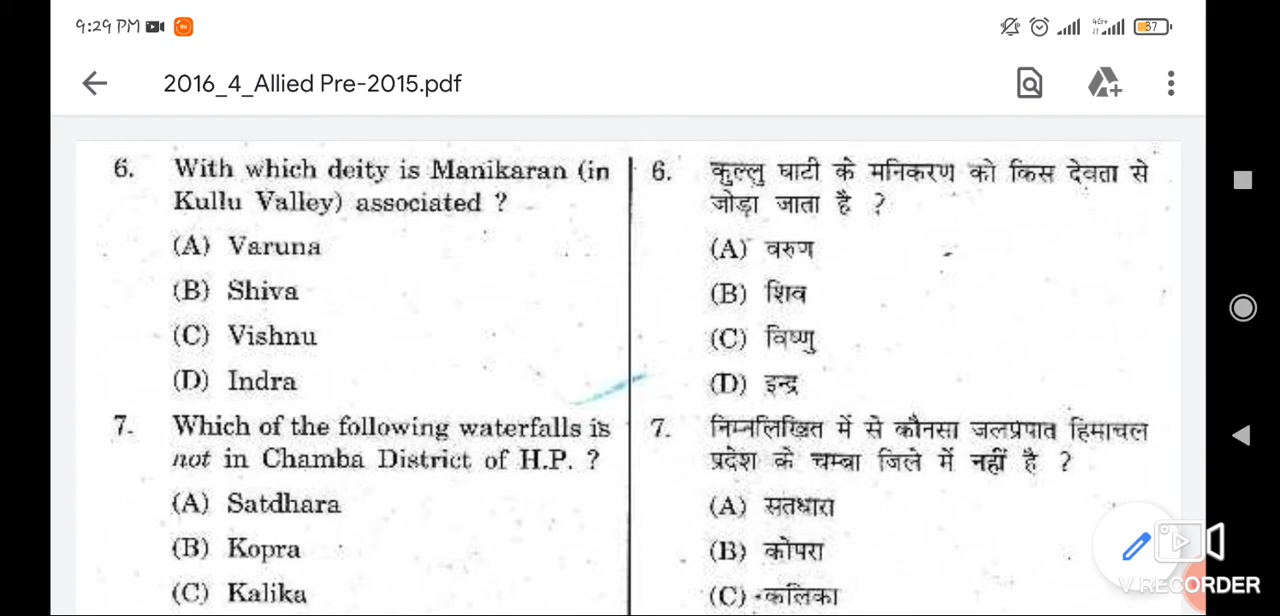 9:29 PM
4G+
37
2016_4_Allied Pre-2015.pdf
6. With which deity is Manikaran (in
Kullu Valley) associated ?
(A) Varuna
(B) Shiva
(C) Vishnu
(D) Indra
7. Which of the following waterfalls is
not in Chamba District of H.P. ?
(A) Satdhara
(B) Kopra
(C) Kalika
6. कुल्लु घाटी के मनिकरण को किस देवता से
जोड़ा जाता है ?
(A) वरुण
(B) शिव
(C) विष्णु
(D) इन्द्र
7. निम्नलिखित में से कौनसा जलप्रपात हिमाचल
प्रदेश के चम्बा जिले में नहीं है ?
(A) सतधारा
(B) कोपरा
(C) कलिका
V RECORDER